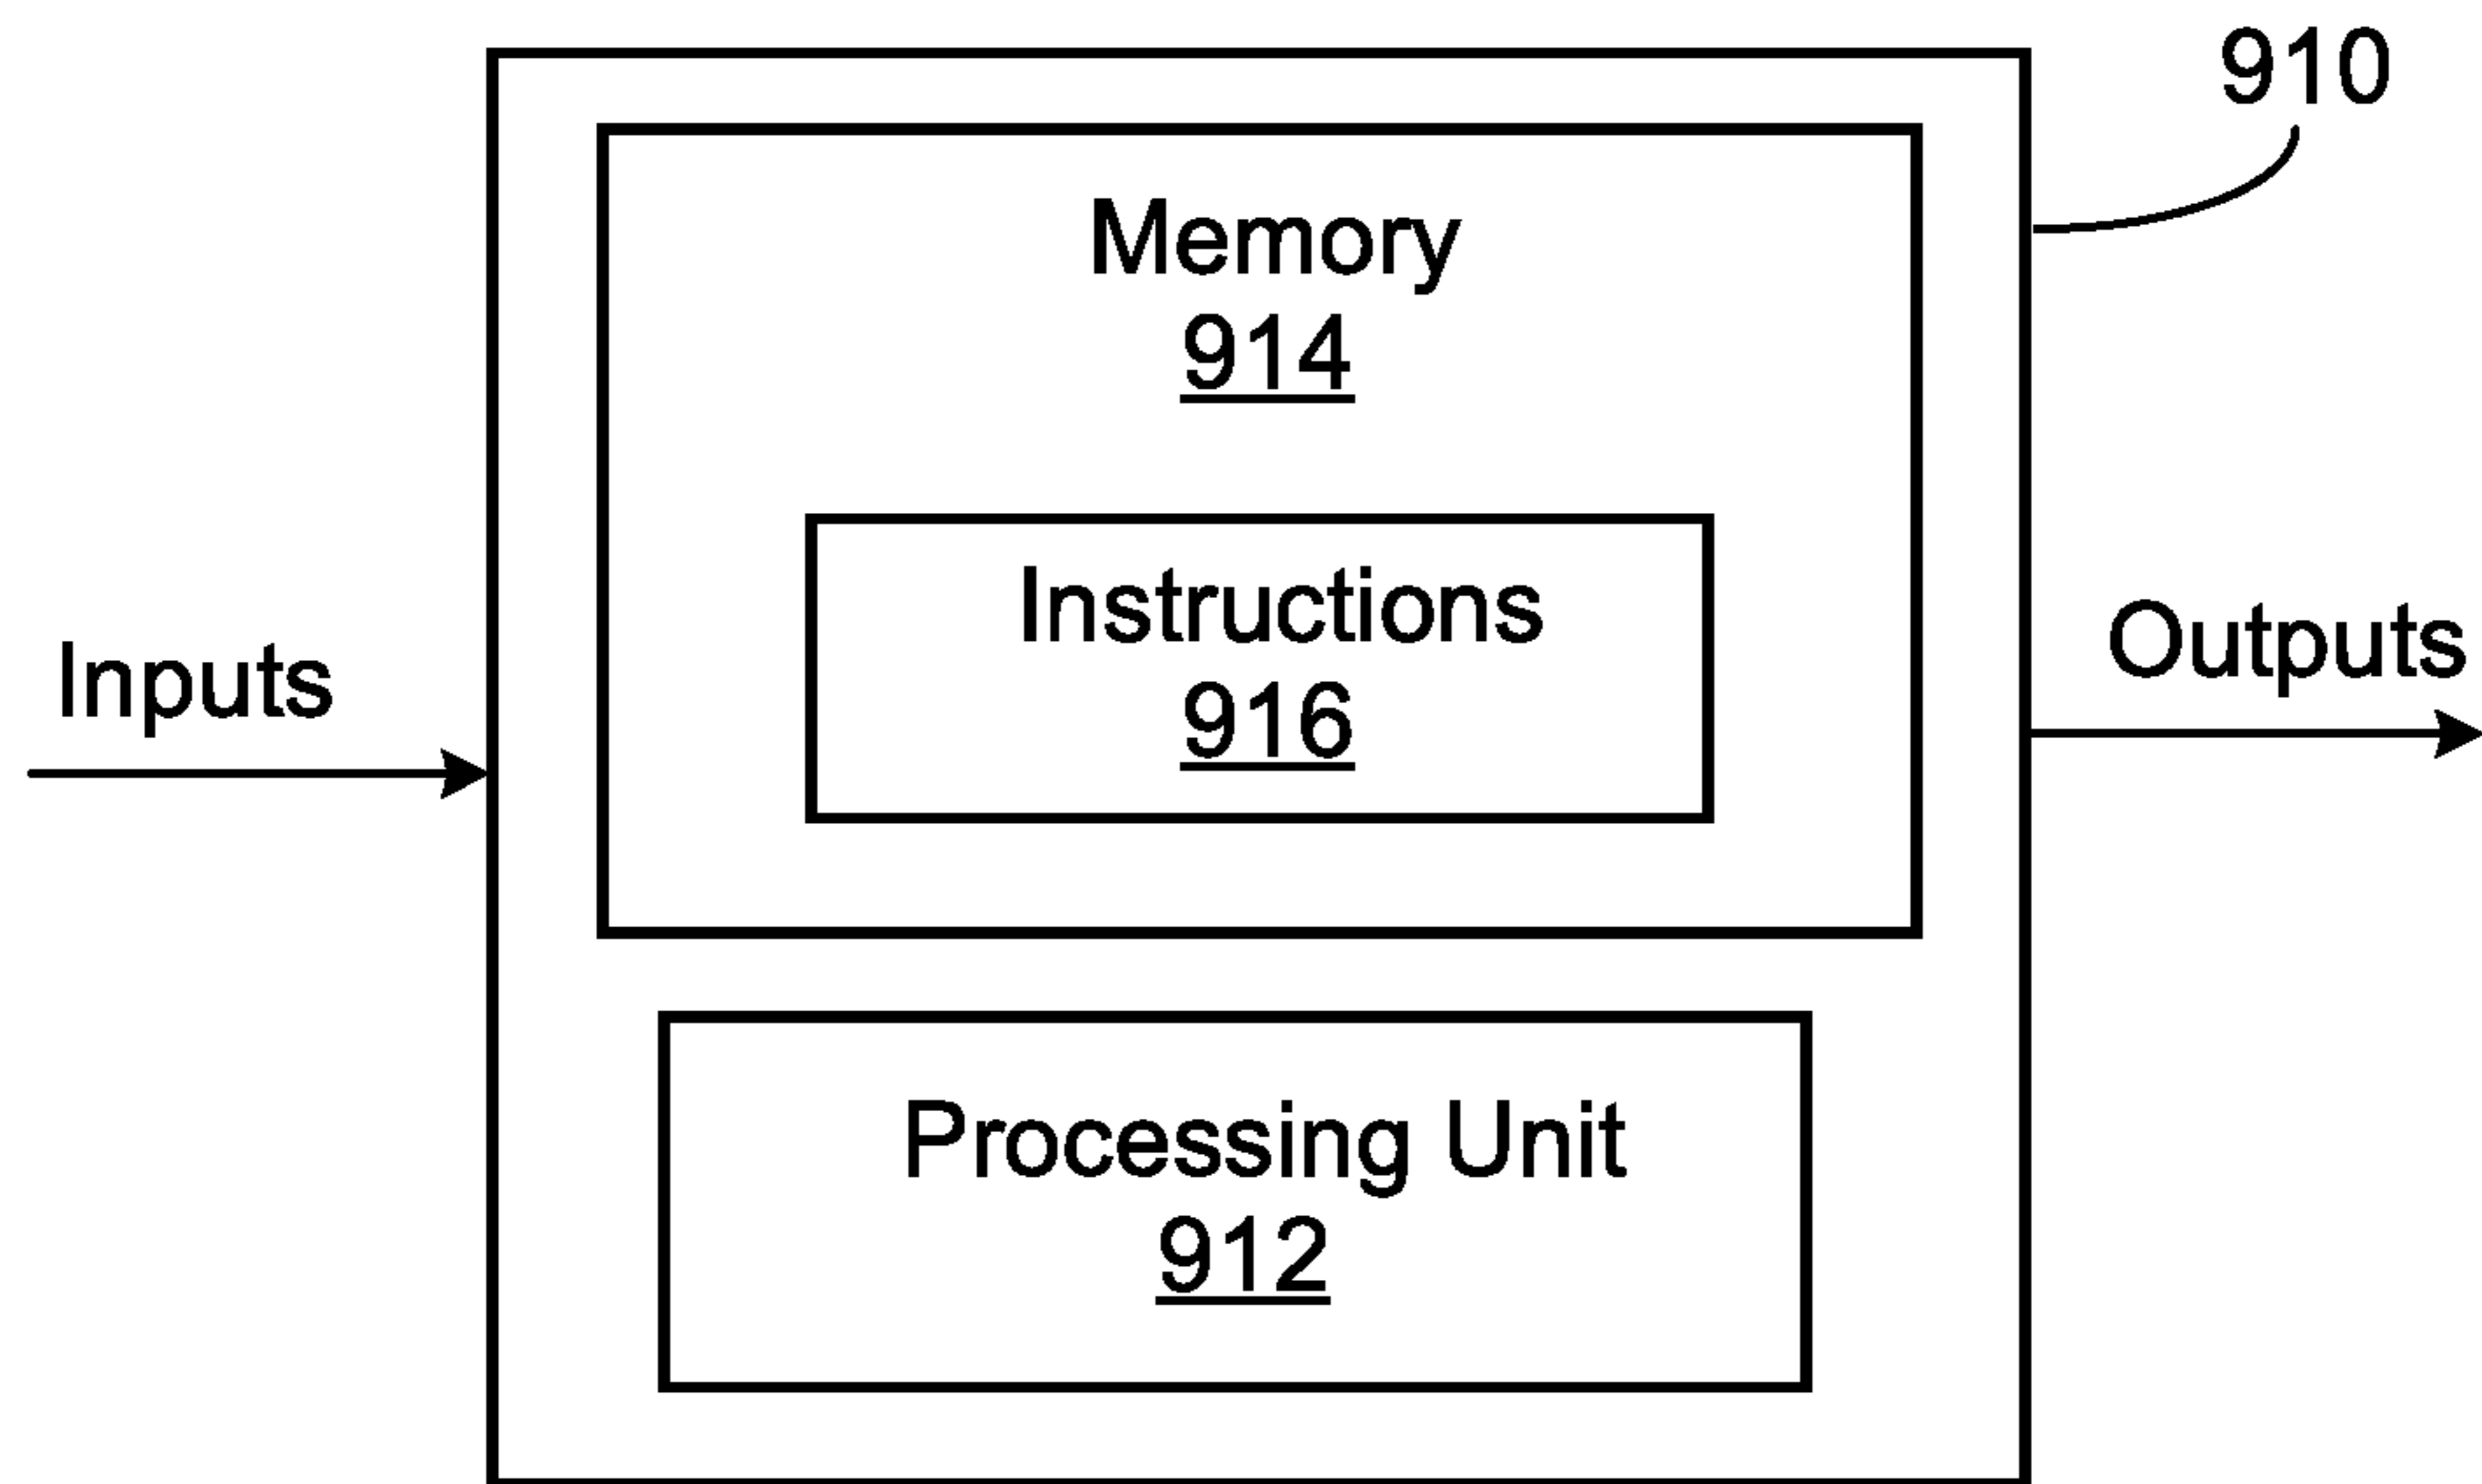 910
Memory
914
Instructions
916
Inputs
Outputs
Processing Unit
912